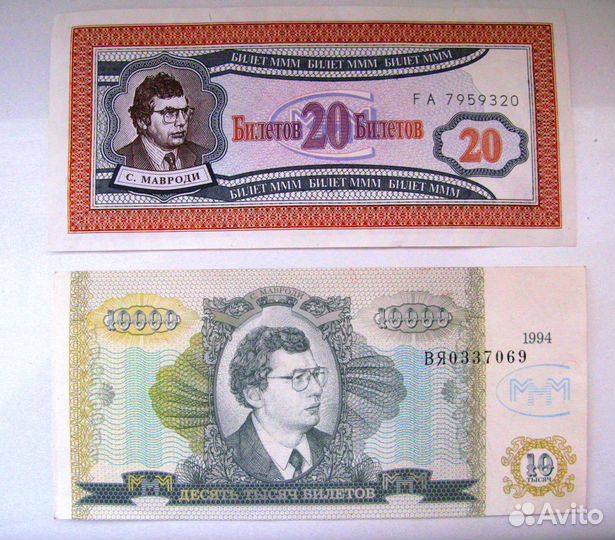 БИЛЕТ МММ БИЛЕТ МММ БИЛЕТ МММ
FA 7959320
Билетов 20 Билетов
20
С. МАВРОДИ
БИЛЕТ МММ БИЛЕТ МММ БИЛЕТ МММ
С. МАВРОДИ
10000
10000
1994
ВЯ0337069
МММ
10
ТЫСЯЧ
МММ ДЕСЯТЬ ТЫСЯЧ БИЛЕТОВ МММ
Avito